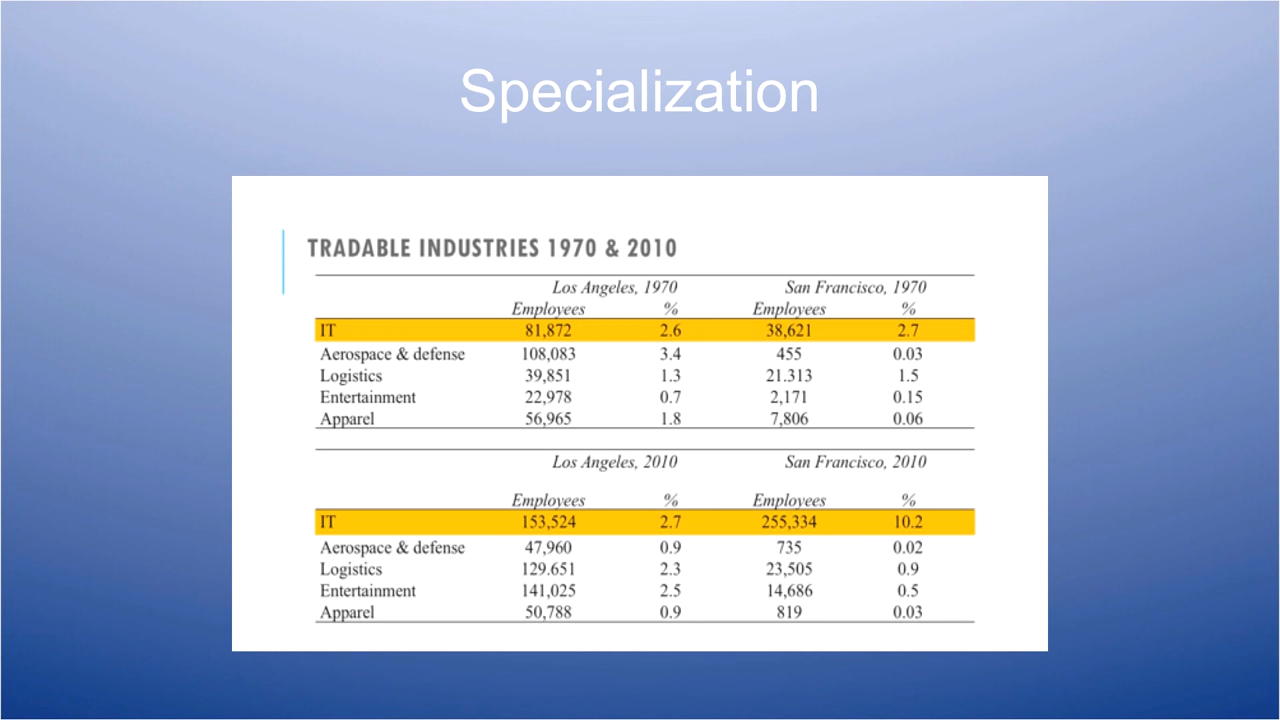 Specialization
TRADABLE INDUSTRIES 1970 & 2010
Los Angeles, 1970 San Francisco, 1970
Employees % Employees %
IT 81,872 2.6 38,621 2.7
Aerospace & defense 108,083 3.4 455 0.03
Logistics 39,851 1.3 21.313 1.5
Entertainment 22,978 0.7 2,171 0.15
Apparel 56,965 1.8 7,806 0.06
Los Angeles, 2010 San Francisco, 2010
Employees % Employees %
IT 153,524 2.7 255,334 10.2
Aerospace & defense 47,960 0.9 735 0.02
Logistics 129.651 2.3 23,505 0.9
Entertainment 141,025 2.5 14,686 0.5
Apparel 50,788 0.9 819 0.03